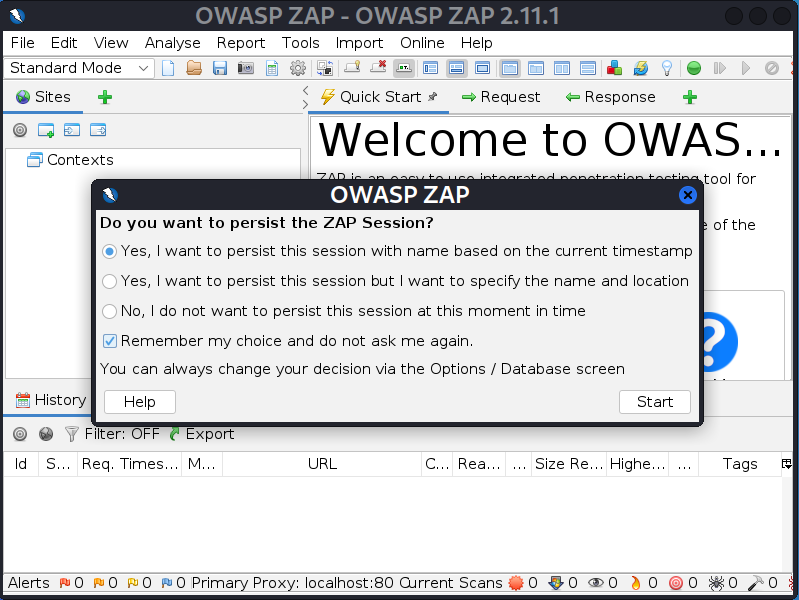 OWASP ZAP - OWASP ZAP 2.11.1
File Edit View Analyse Report Tools Import Online Help
Standard Mode
Sites
Quick Start
Request
Response
Contexts
Welcome to OWAS...
ZAP is an easy to use integrated penetration testing tool for
e of the
OWASP ZAP
Do you want to persist the ZAP Session?
Yes, I want to persist this session with name based on the current timestamp
Yes, I want to persist this session but I want to specify the name and location
No, I do not want to persist this session at this moment in time
Remember my choice and do not ask me again.
You can always change your decision via the Options / Database screen
Help
Start
History
Filter: OFF
Export
Id S... Req. Times... M... URL C... Rea... ... Size Re... Highe... ... Tags
Alerts 0 0 0 0 Primary Proxy: localhost:80 Current Scans 0 0 0 0 0 0 0